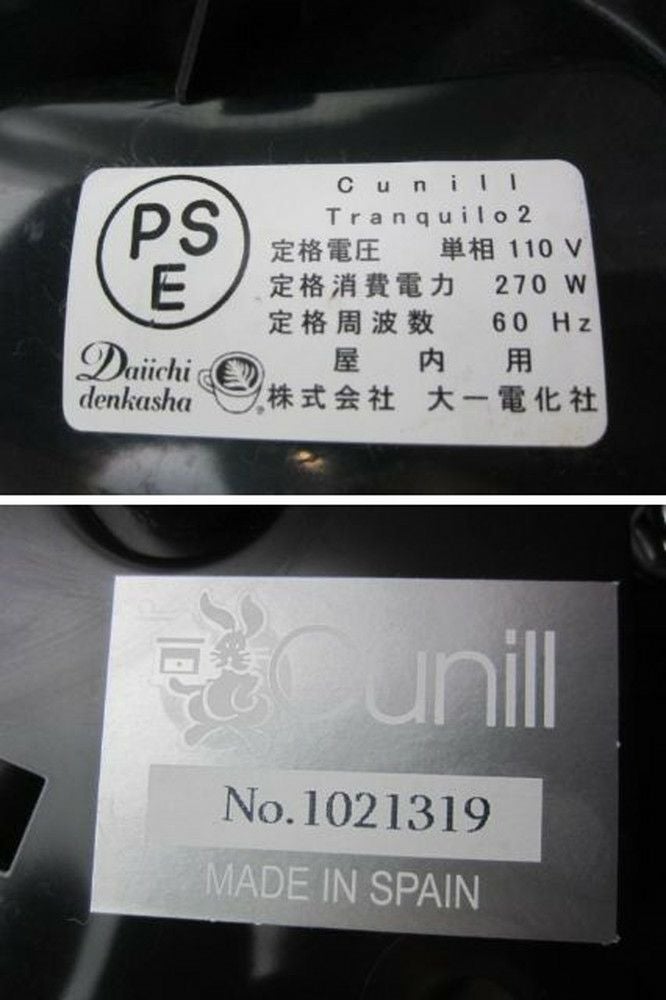 PS
E
Cunill
Tranquilo2
定格電圧 単相 110 V
定格消費電力 270 W
定格周波数 60 Hz
屋内用
Daiichi
denkasha
®
株式会社 大一電化社
Cunill
No.1021319
MADE IN SPAIN